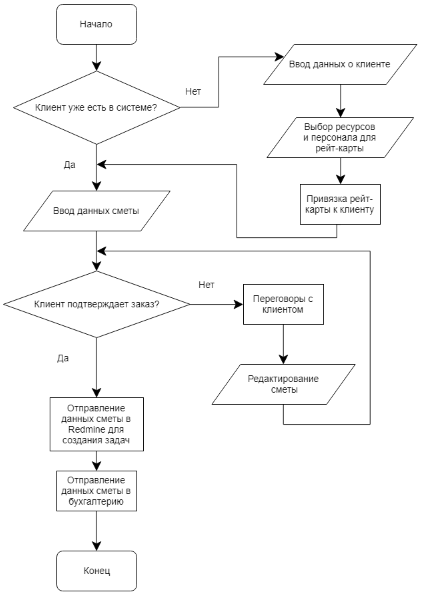 Начало
Нет
Ввод данных о клиенте
Клиент уже есть в системе?
Выбор ресурсов
и персонала для
рейт-карты
Да
Привязка рейт-
карты к клиенту
Ввод данных сметы
Нет
Клиент подтверждает заказ?
Переговоры с
клиентом
Да
Редактирование
сметы
Отправление
данных сметы в
Redmine для
создания задач
Отправление
данных сметы в
бухгалтерию
Конец